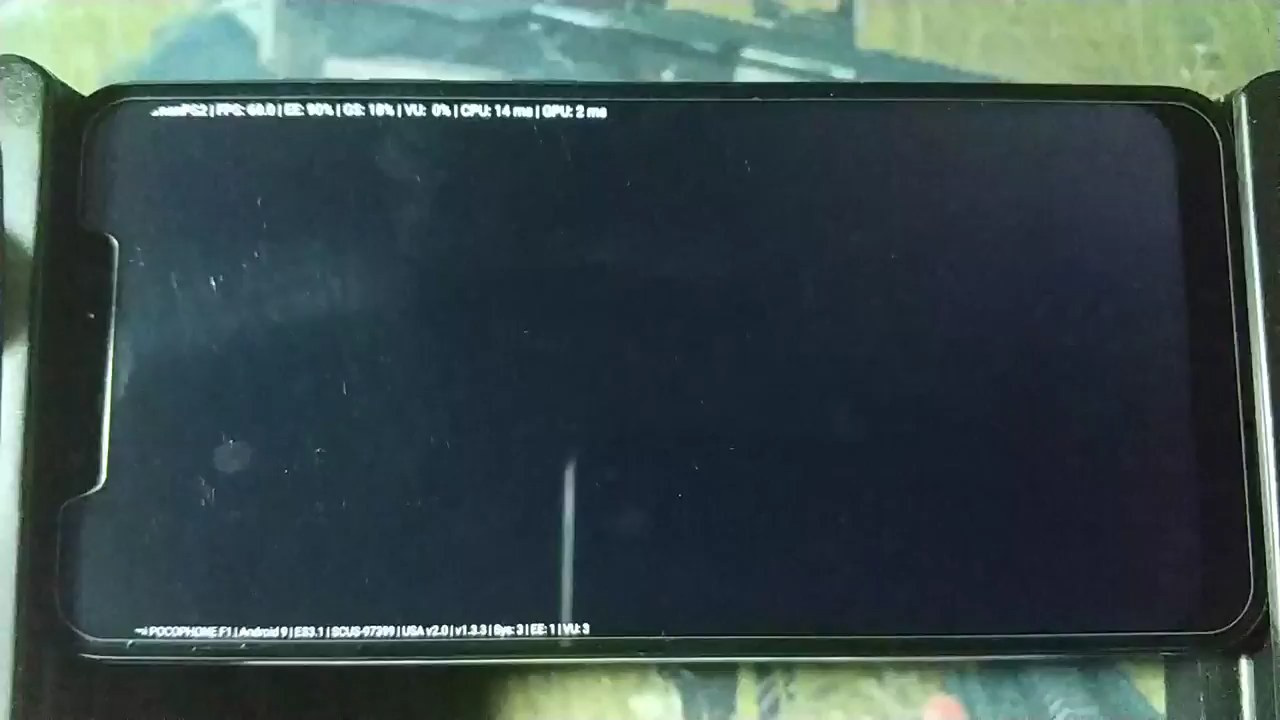 | FPS: 60.0 | EE: 90% | GS: 18% | VU: 0% | CPU: 14 ms | GPU: 2 ms
POCOPHONE F1 | Android 9 | ES3.1 | SCUS-97399 | USA v2.0 | v1.3.3 | Sys: 3 | EE: 1 | VU: 3